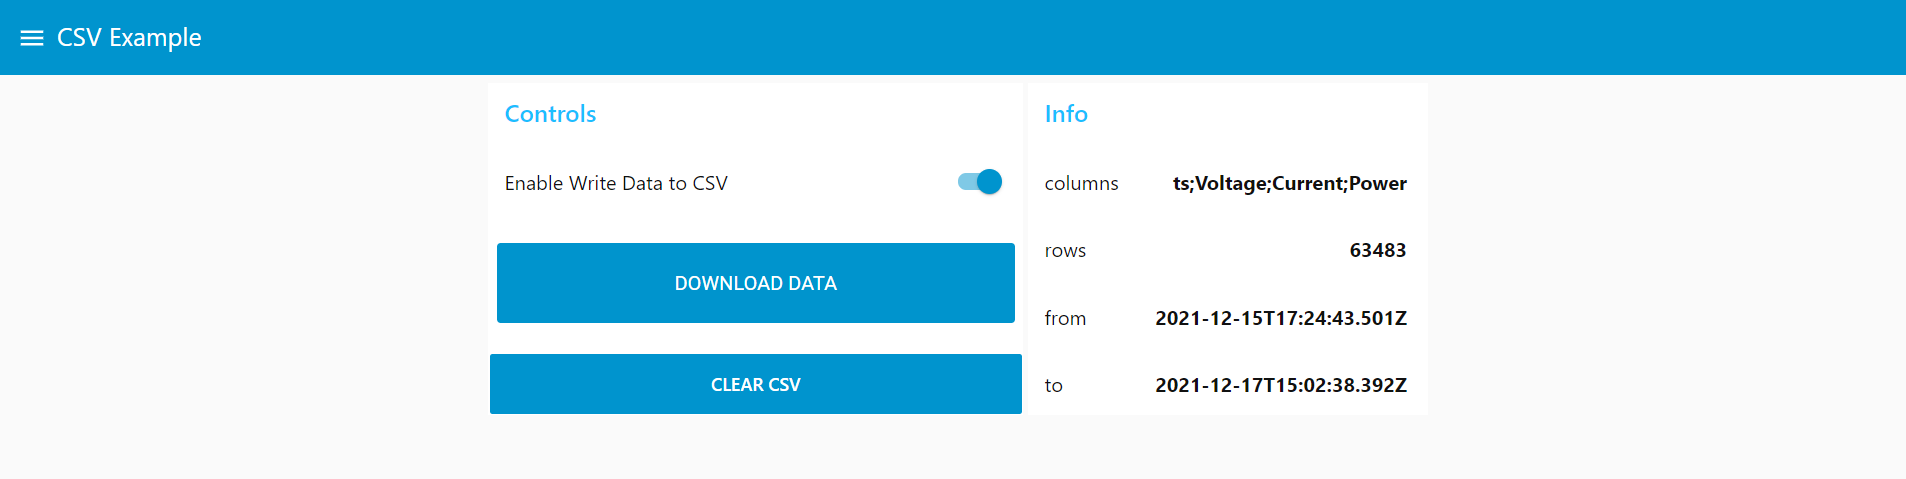 CSV Example
Controls
Enable Write Data to CSV
DOWNLOAD DATA
CLEAR CSV
Info
columns ts;Voltage;Current;Power
rows 63483
from 2021-12-15T17:24:43.501Z
to 2021-12-17T15:02:38.392Z